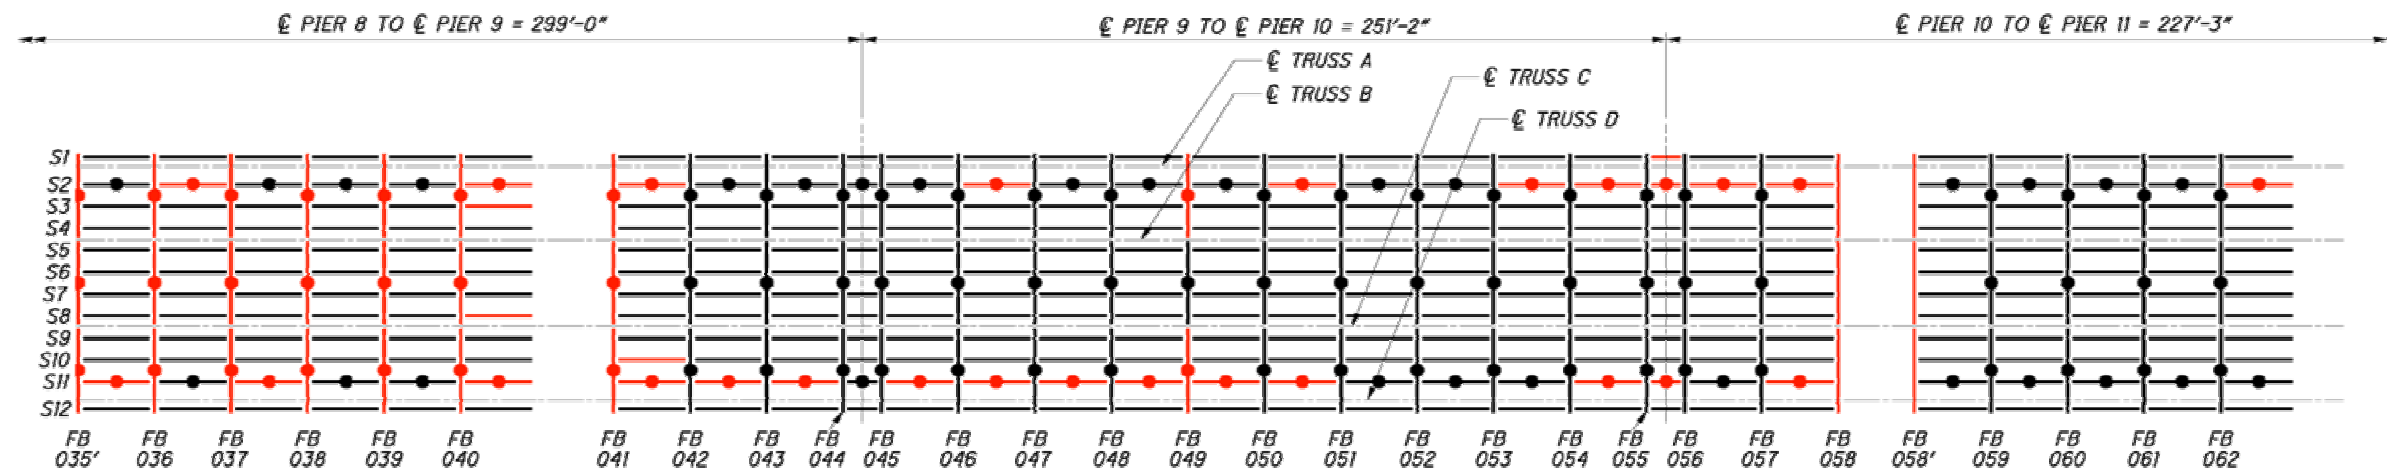 ℄ PIER 8 TO ℄ PIER 9 = 299'-0"
℄ PIER 9 TO ℄ PIER 10 = 251'-2"
℄ PIER 10 TO ℄ PIER 11 = 227'-3"
℄ TRUSS A
℄ TRUSS B
℄ TRUSS C
℄ TRUSS D
S1
S2
S3
S4
S5
S6
S7
S8
S9
S10
S11
S12
FB FB FB FB FB FB FB FB FB FB FB FB FB FB FB FB FB FB FB FB FB FB FB FB FB FB FB FB FB
035' 036 037 038 039 040 041 042 043 044 045 046 047 048 049 050 051 052 053 054 055 056 057 058 058' 059 060 061 062